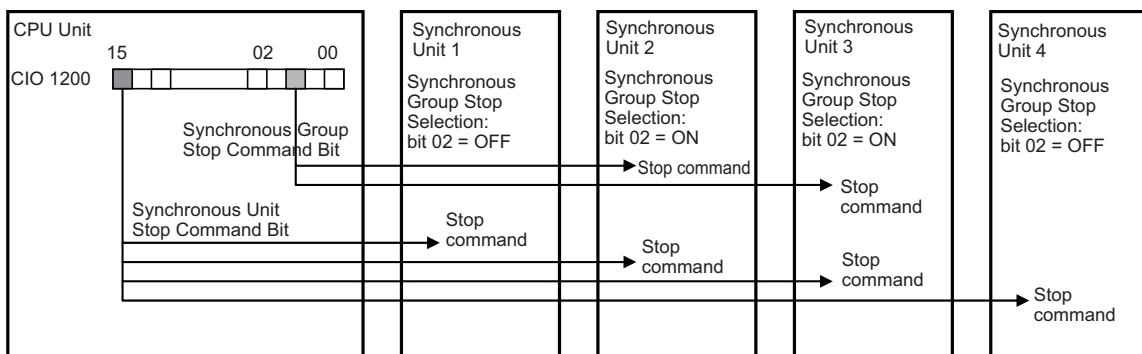 CPU Unit
15 02 00
CIO 1200
Synchronous Group
Stop Command Bit
Synchronous Unit
Stop Command Bit
Synchronous
Unit 1
Synchronous
Group Stop
Selection:
bit 02 = OFF
Stop
command
Synchronous
Unit 2
Synchronous
Group Stop
Selection:
bit 02 = ON
Stop command
Stop
command
Synchronous
Unit 3
Synchronous
Group Stop
Selection:
bit 02 = ON
Stop
command
Stop
command
Synchronous
Unit 4
Synchronous
Group Stop
Selection:
bit 02 = OFF
Stop
command